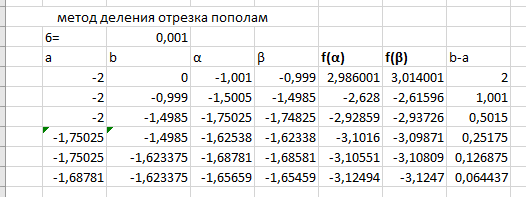 метод деления отрезка пополам
б= 0,001
a b α β f(α) f(β) b-a
-2 0 -1,001 -0,999 2,986001 3,014001 2
-2 -0,999 -1,5005 -1,4985 -2,628 -2,61596 1,001
-2 -1,4985 -1,75025 -1,74825 -2,92859 -2,93726 0,5015
-1,75025 -1,4985 -1,62538 -1,62338 -3,1016 -3,09871 0,25175
-1,75025 -1,623375 -1,68781 -1,68581 -3,10551 -3,10809 0,126875
-1,68781 -1,623375 -1,65659 -1,65459 -3,12494 -3,1247 0,064437